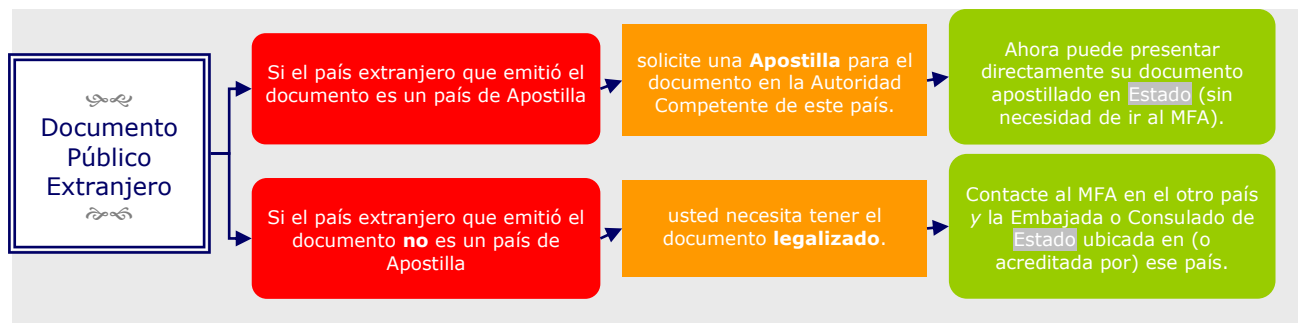 Documento
Público
Extranjero
Si el país extranjero que emitió el
documento es un país de Apostilla
solicite una Apostilla para el
documento en la Autoridad
Competente de este país.
Ahora puede presentar
directamente su documento
apostillado en Estado (sin
necesidad de ir al MFA).
Si el país extranjero que emitió el
documento no es un país de
Apostilla
usted necesita tener el
documento legalizado.
Contacte al MFA en el otro país
y la Embajada o Consulado de
Estado ubicada en (o
acreditada por) ese país.